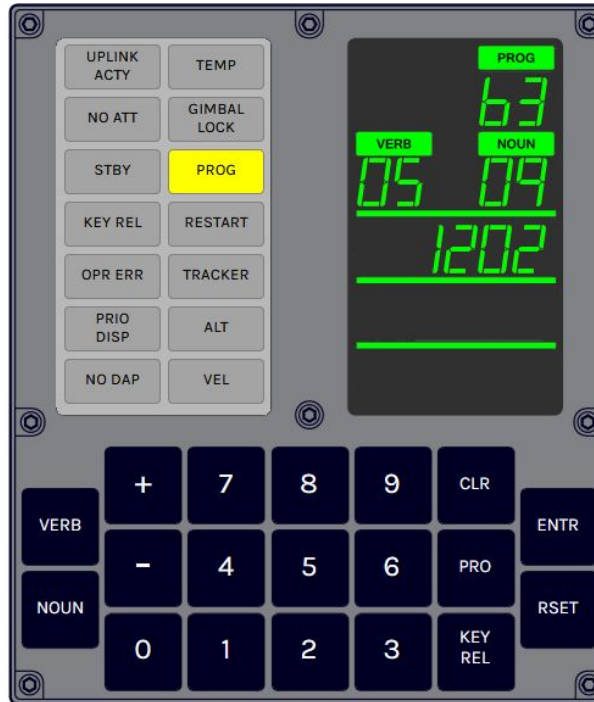 UPLINK ACTY
TEMP
NO ATT
GIMBAL LOCK
STBY
PROG
KEY REL
RESTART
OPR ERR
TRACKER
PRIO DISP
ALT
NO DAP
VEL
PROG
63
VERB
NOUN
05
09
1202
+
7
8
9
CLR
VERB
ENTR
-
4
5
6
PRO
NOUN
RSET
0
1
2
3
KEY REL